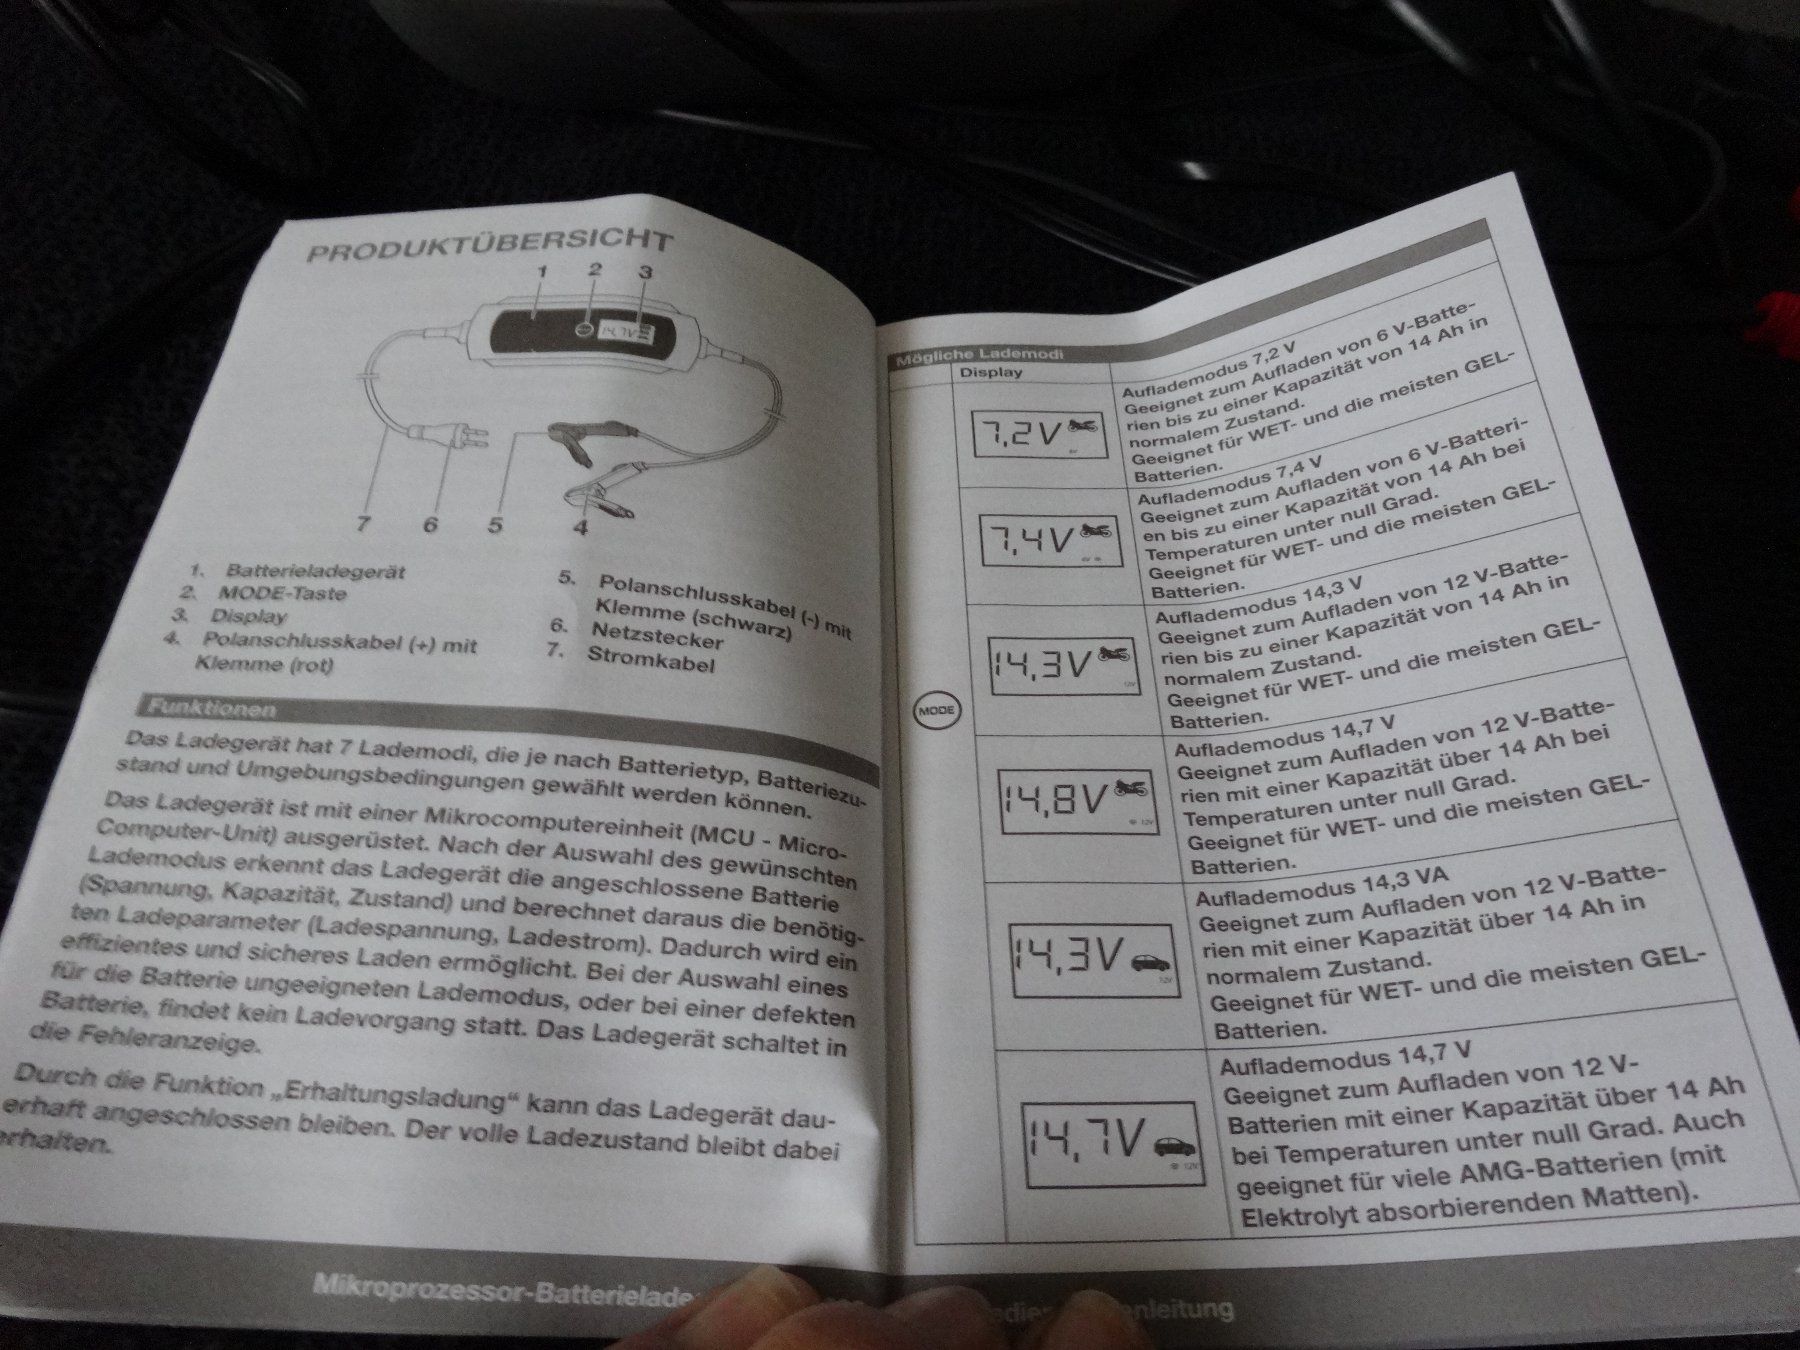 PRODUKTÜBERSICHT
1 2 3
14,7V
7 6 5 4
1. Batterieladegerät
2. MODE-Taste
3. Display
4. Polanschlusskabel (+) mit
Klemme (rot)
5. Polanschlusskabel (-) mit
Klemme (schwarz)
6. Netzstecker
7. Stromkabel
Funktionen
Das Ladegerät hat 7 Lademodi, die je nach Batterietyp, Batteriezu-
stand und Umgebungsbedingungen gewählt werden können.
Das Ladegerät ist mit einer Mikrocomputereinheit (MCU - Micro-
Computer-Unit) ausgerüstet. Nach der Auswahl des gewünschten
Lademodus erkennt das Ladegerät die angeschlossene Batterie
(Spannung, Kapazität, Zustand) und berechnet daraus die benötig-
ten Ladeparameter (Ladespannung, Ladestrom). Dadurch wird ein
effizientes und sicheres Laden ermöglicht. Bei der Auswahl eines
für die Batterie ungeeigneten Lademodus, oder bei einer defekten
Batterie, findet kein Ladevorgang statt. Das Ladegerät schaltet in
die Fehleranzeige.
Durch die Funktion „Erhaltungsladung“ kann das Ladegerät dau-
erhaft angeschlossen bleiben. Der volle Ladezustand bleibt dabei
erhalten.
Mögliche Lademodi
Display
MODE
7,2V
Auflademodus 7,2 V
Geeignet zum Aufladen von 6 V-Batte-
rien bis zu einer Kapazität von 14 Ah in
normalem Zustand.
Geeignet für WET- und die meisten GEL-
Batterien.
7,4V
Auflademodus 7,4 V
Geeignet zum Aufladen von 6 V-Batteri-
en bis zu einer Kapazität von 14 Ah bei
Temperaturen unter null Grad.
Geeignet für WET- und die meisten GEL-
Batterien.
14,3V
12V
Auflademodus 14,3 V
Geeignet zum Aufladen von 12 V-Batte-
rien bis zu einer Kapazität von 14 Ah in
normalem Zustand.
Geeignet für WET- und die meisten GEL-
Batterien.
14,8V
12V
Auflademodus 14,7 V
Geeignet zum Aufladen von 12 V-Batte-
rien mit einer Kapazität über 14 Ah bei
Temperaturen unter null Grad.
Geeignet für WET- und die meisten GEL-
Batterien.
14,3V
12V
Auflademodus 14,3 VA
Geeignet zum Aufladen von 12 V-Batte-
rien mit einer Kapazität über 14 Ah in
normalem Zustand.
Geeignet für WET- und die meisten GEL-
Batterien.
14,7V
12V
Auflademodus 14,7 V
Geeignet zum Aufladen von 12 V-
Batterien mit einer Kapazität über 14 Ah
bei Temperaturen unter null Grad. Auch
geeignet für viele AMG-Batterien (mit
Elektrolyt absorbierenden Matten).
Mikroprozessor-Batterielade